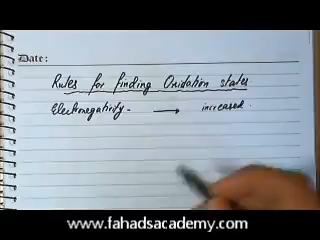 Date:
Rules for finding Oxidation states
Electronegativity - → increased.
www.fahadsacademy.com